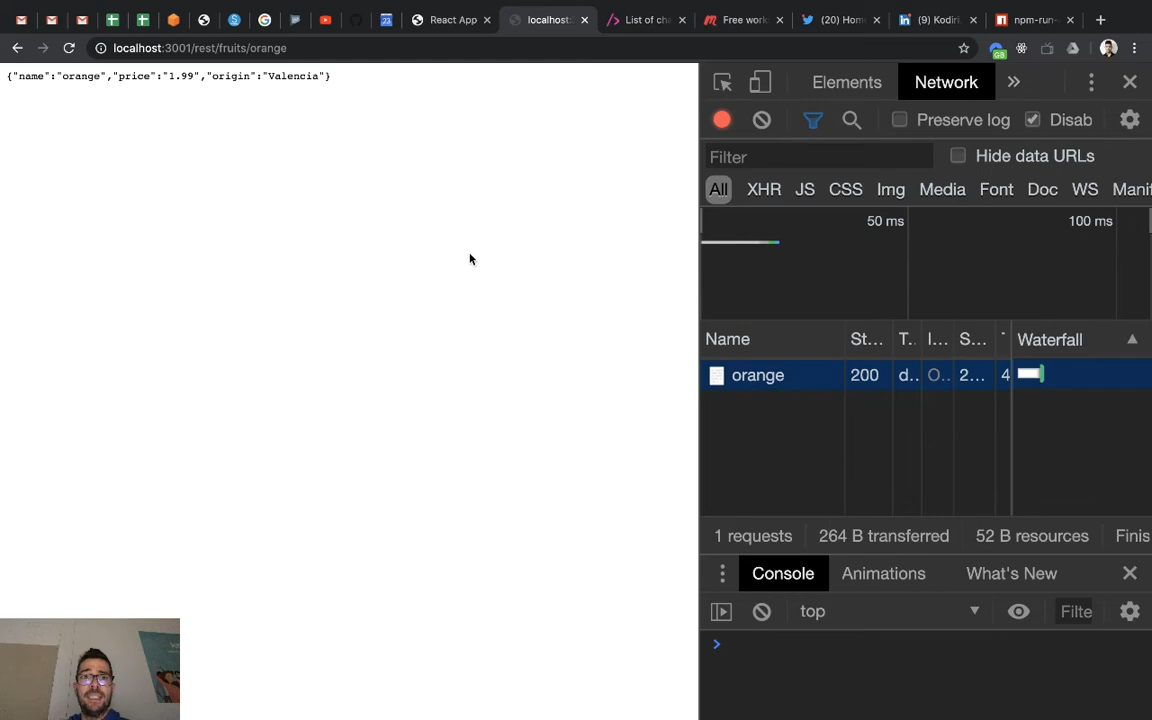 React App
localhost:
List of cha
Free work
(20) Hom
(9) Kodiri
npm-run-
localhost:3001/rest/fruits/orange
{"name":"orange","price":"1.99","origin":"Valencia"}
Elements
Network
Preserve log
Disab
Filter
Hide data URLs
All
XHR
JS
CSS
Img
Media
Font
Doc
WS
Manif
50 ms
100 ms
Name
St...
T..
I...
S...
Waterfall
orange
200
d..
O..
2...
4
1 requests
264 B transferred
52 B resources
Finis
Console
Animations
What's New
top
Filte